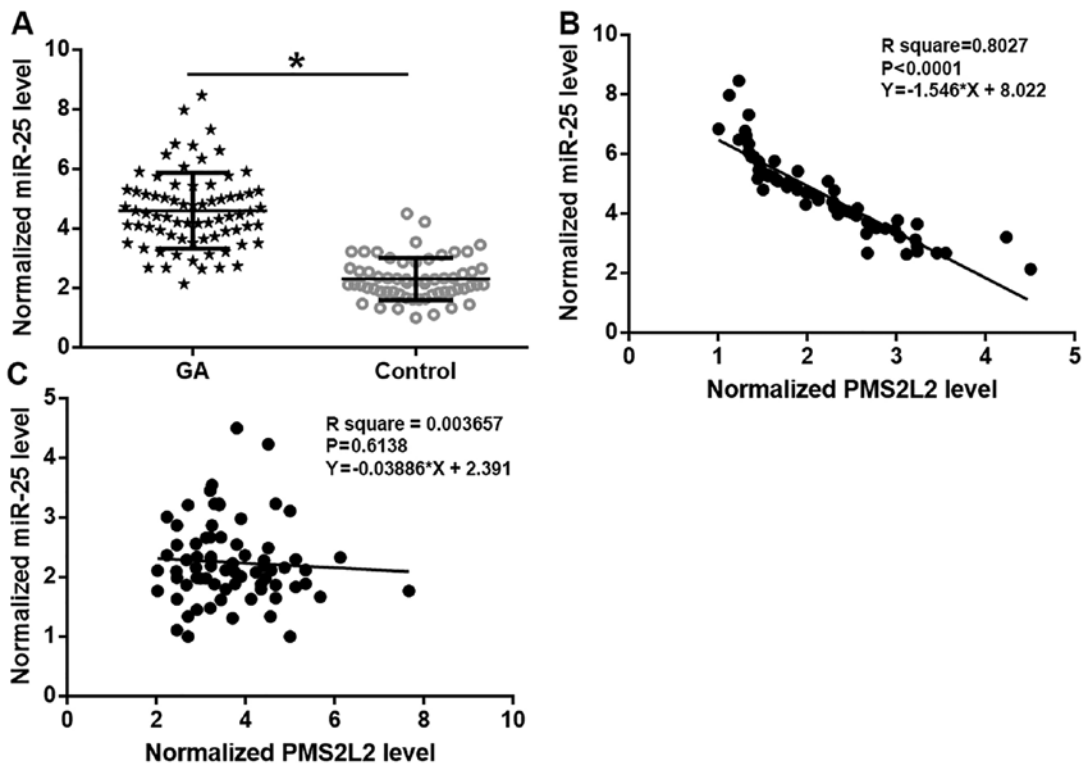 A
Normalized miR-25 level
10
8
6
4
2
0
*
GA
Control
B
Normalized miR-25 level
10
8
6
4
2
0
R square=0.8027
P<0.0001
Y=-1.546*X + 8.022
0 1 2 3 4 5
Normalized PMS2L2 level
C
Normalized miR-25 level
5
4
3
2
1
0
R square = 0.003657
P=0.6138
Y=-0.03886*X + 2.391
0 2 4 6 8 10
Normalized PMS2L2 level